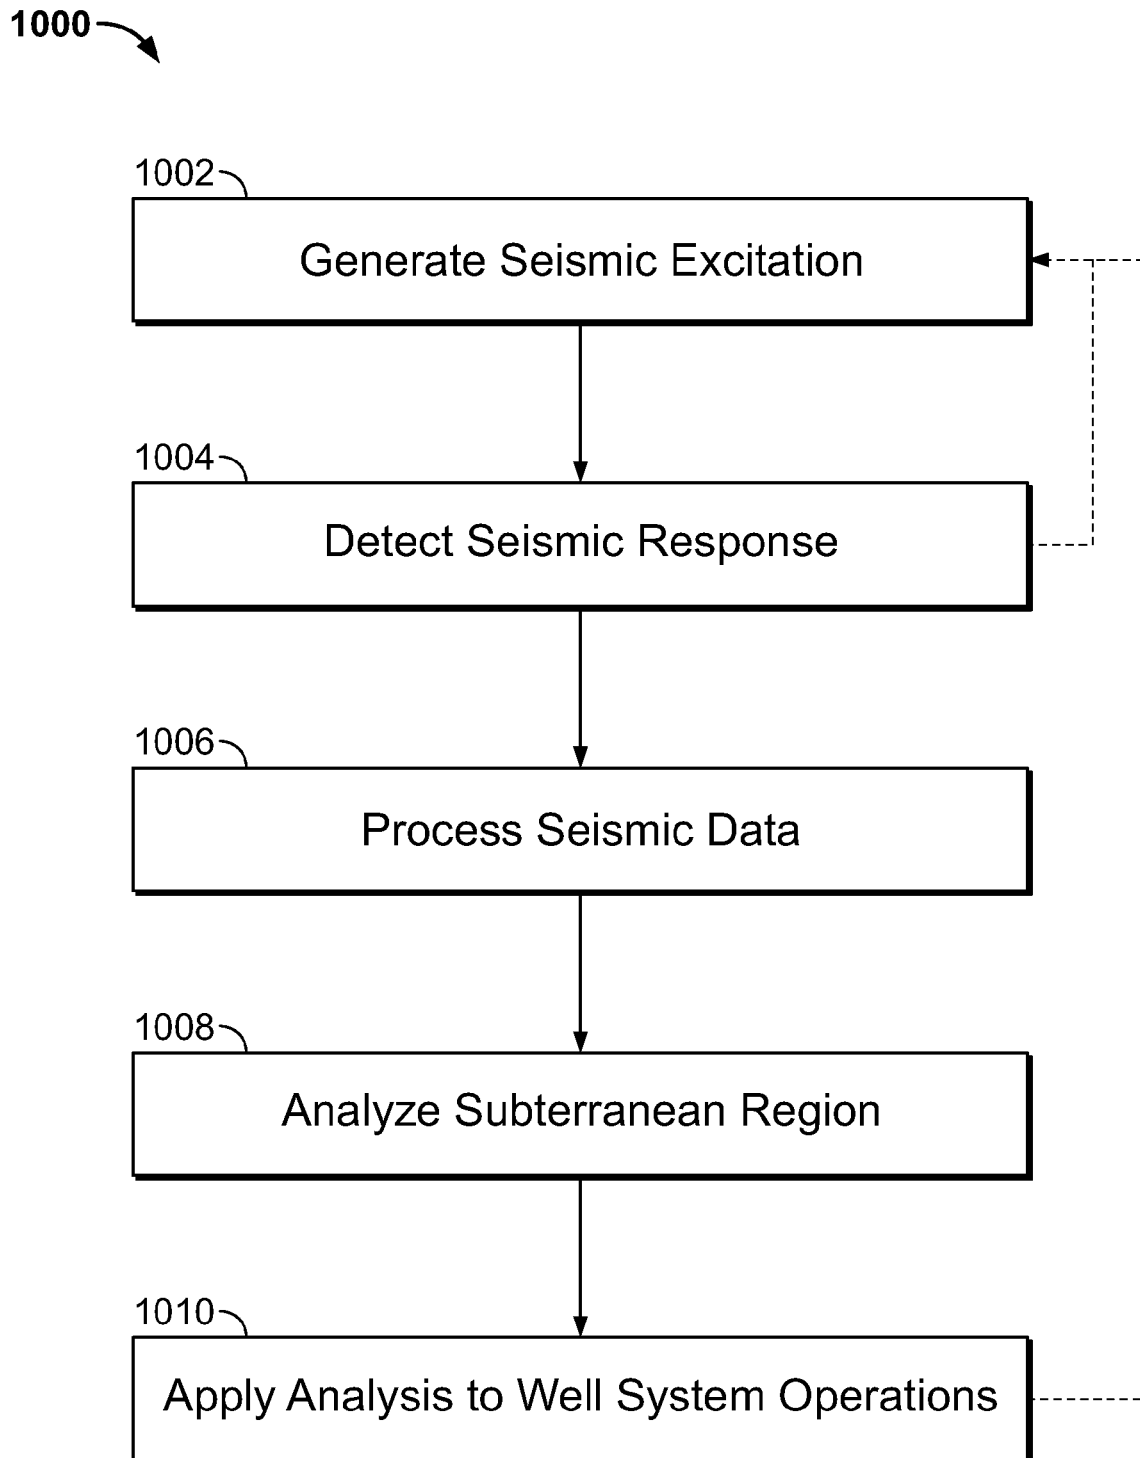 1000
1002
Generate Seismic Excitation
1004
Detect Seismic Response
1006
Process Seismic Data
1008
Analyze Subterranean Region
1010
Apply Analysis to Well System Operations